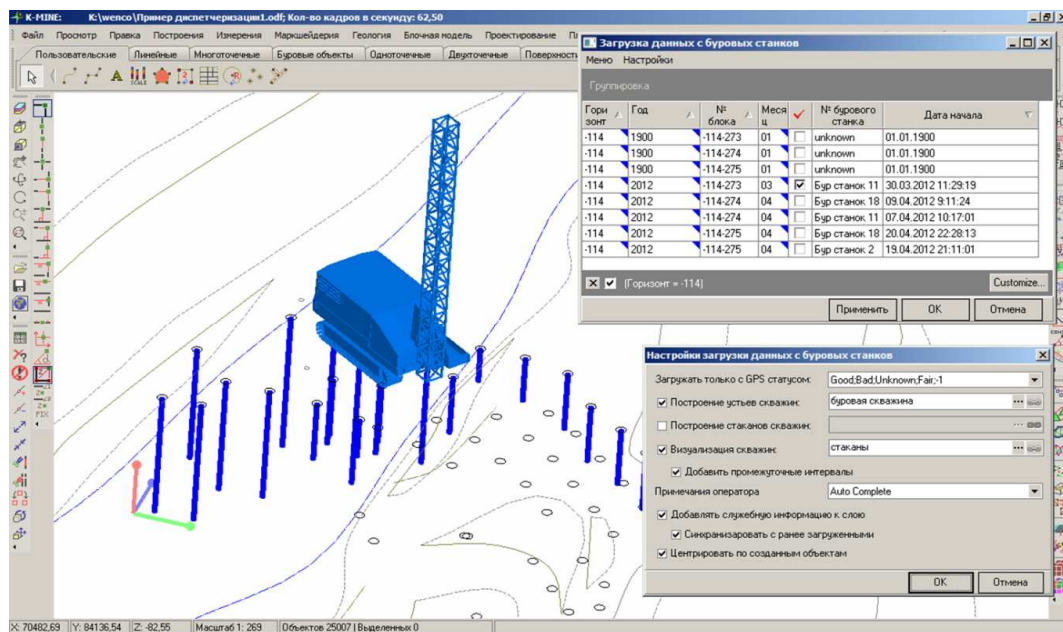 K-MINE: K:\wenco\Пример диспетчеризации1.odf; Кол-во кадров в секунду: 62,50
Файл Просмотр Правка Построения Измерения Маркшейдерия Геология Блочная модель Проектирование
Пользовательские Линейные Многоточечные Буровые объекты Одноточечные Двухточечные Поверхност
Загрузка данных с буровых станков
Меню Настройки
Группировка
Гори зонт Год № блока Меся ц № бурового станка Дата начала
-114 1900 -114-273 01 unknown 01.01.1900
-114 1900 -114-274 01 unknown 01.01.1900
-114 1900 -114-275 01 unknown 01.01.1900
-114 2012 -114-273 03 Бур станок 11 30.03.2012 11:29:19
-114 2012 -114-274 04 Бур станок 18 09.04.2012 9:11:24
-114 2012 -114-274 04 Бур станок 11 07.04.2012 10:17:01
-114 2012 -114-275 04 Бур станок 18 20.04.2012 22:28:13
-114 2012 -114-275 04 Бур станок 2 19.04.2012 21:11:01
(Горизонт = -114)
Customize...
Применить OK Отмена
Настройки загрузки данных с буровых станков
Загружать только с GPS статусом: Good;Bad;Unknown;Fair;-1
Построение устьев скважин: буровая скважина
Построение стаканов скважин:
Визуализация скважин: стаканы
Добавить промежуточные интервалы
Примечания оператора Auto Complete
Добавлять служебную информацию к слою
Синхранизаровать с ранее загруженными
Центрировать по созданным объектам
OK Отмена
X: 70482,69 Y: 84136,54 Z: -82,55 Масштаб 1: 269 Объектов 25007 | Выделенных 0